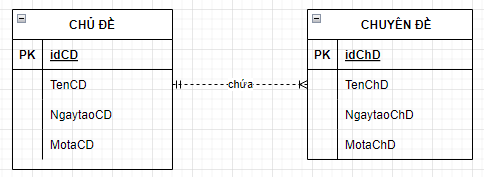 CHỦ ĐỀ
PK idCD
TenCD
NgaytaoCD
MotaCD
chứa
CHUYÊN ĐỀ
PK idChD
TenChD
NgaytaoChD
MotaChD